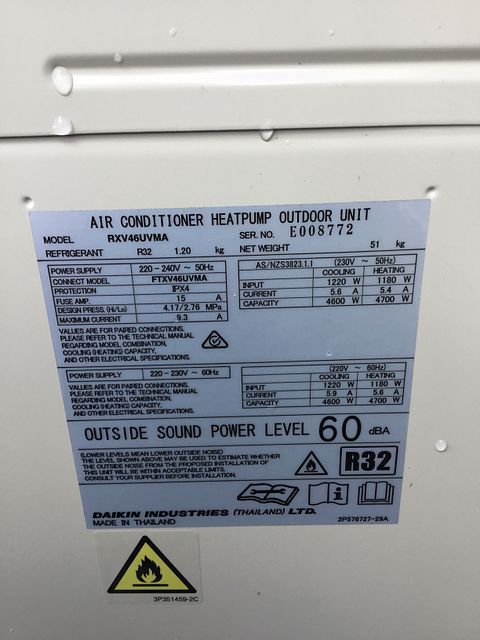 AIR CONDITIONER HEATPUMP OUTDOOR UNIT
MODEL RXV46UVMA SER. NO. E008772
REFRIGERANT R32 1.20 kg NET WEIGHT 51 kg
POWER SUPPLY 220-240V ~ 50Hz
CONNECT MODEL FTXV46UVMA
PROTECTION IPX4
FUSE AMP. 15 A
DESIGN PRESS. (Hi/Lo) 4.17/2.76 MPa
MAXIMUM CURRENT 9.3 A
AS/NZS3823.1.1 (230V ~ 50Hz)
COOLING HEATING
INPUT 1220 W 1180 W
CURRENT 5.6 A 5.4 A
CAPACITY 4600 W 4700 W
VALUES ARE FOR PAIRED CONNECTIONS.
PLEASE REFER TO THE TECHNICAL MANUAL
REGARDING MODEL COMBINATION,
COOLING (HEATING) CAPACITY,
AND OTHER ELECTRICAL SPECIFICATIONS.
POWER SUPPLY 220-230V ~ 60Hz
VALUES ARE FOR PAIRED CONNECTIONS.
PLEASE REFER TO THE TECHNICAL MANUAL
REGARDING MODEL COMBINATION,
COOLING (HEATING) CAPACITY,
AND OTHER ELECTRICAL SPECIFICATIONS.
(220V ~ 60Hz)
COOLING HEATING
INPUT 1220 W 1180 W
CURRENT 5.9 A 5.6 A
CAPACITY 4600 W 4700 W
OUTSIDE SOUND POWER LEVEL 60 dBA
(LOWER LEVELS MEAN LOWER OUTSIDE NOISE)
THE LEVEL SHOWN ABOVE MAY BE USED TO ESTIMATE WHETHER
THE OUTSIDE NOISE FROM THE PROPOSED INSTALLATION OF
THIS UNIT WILL BE WITHIN ACCEPTABLE LIMITS.
CONSULT YOUR SUPPLIER BEFORE INSTALLATION.
R32
DAIKIN INDUSTRIES (THAILAND) LTD.
MADE IN THAILAND 2P576727-29A
3P351459-2C